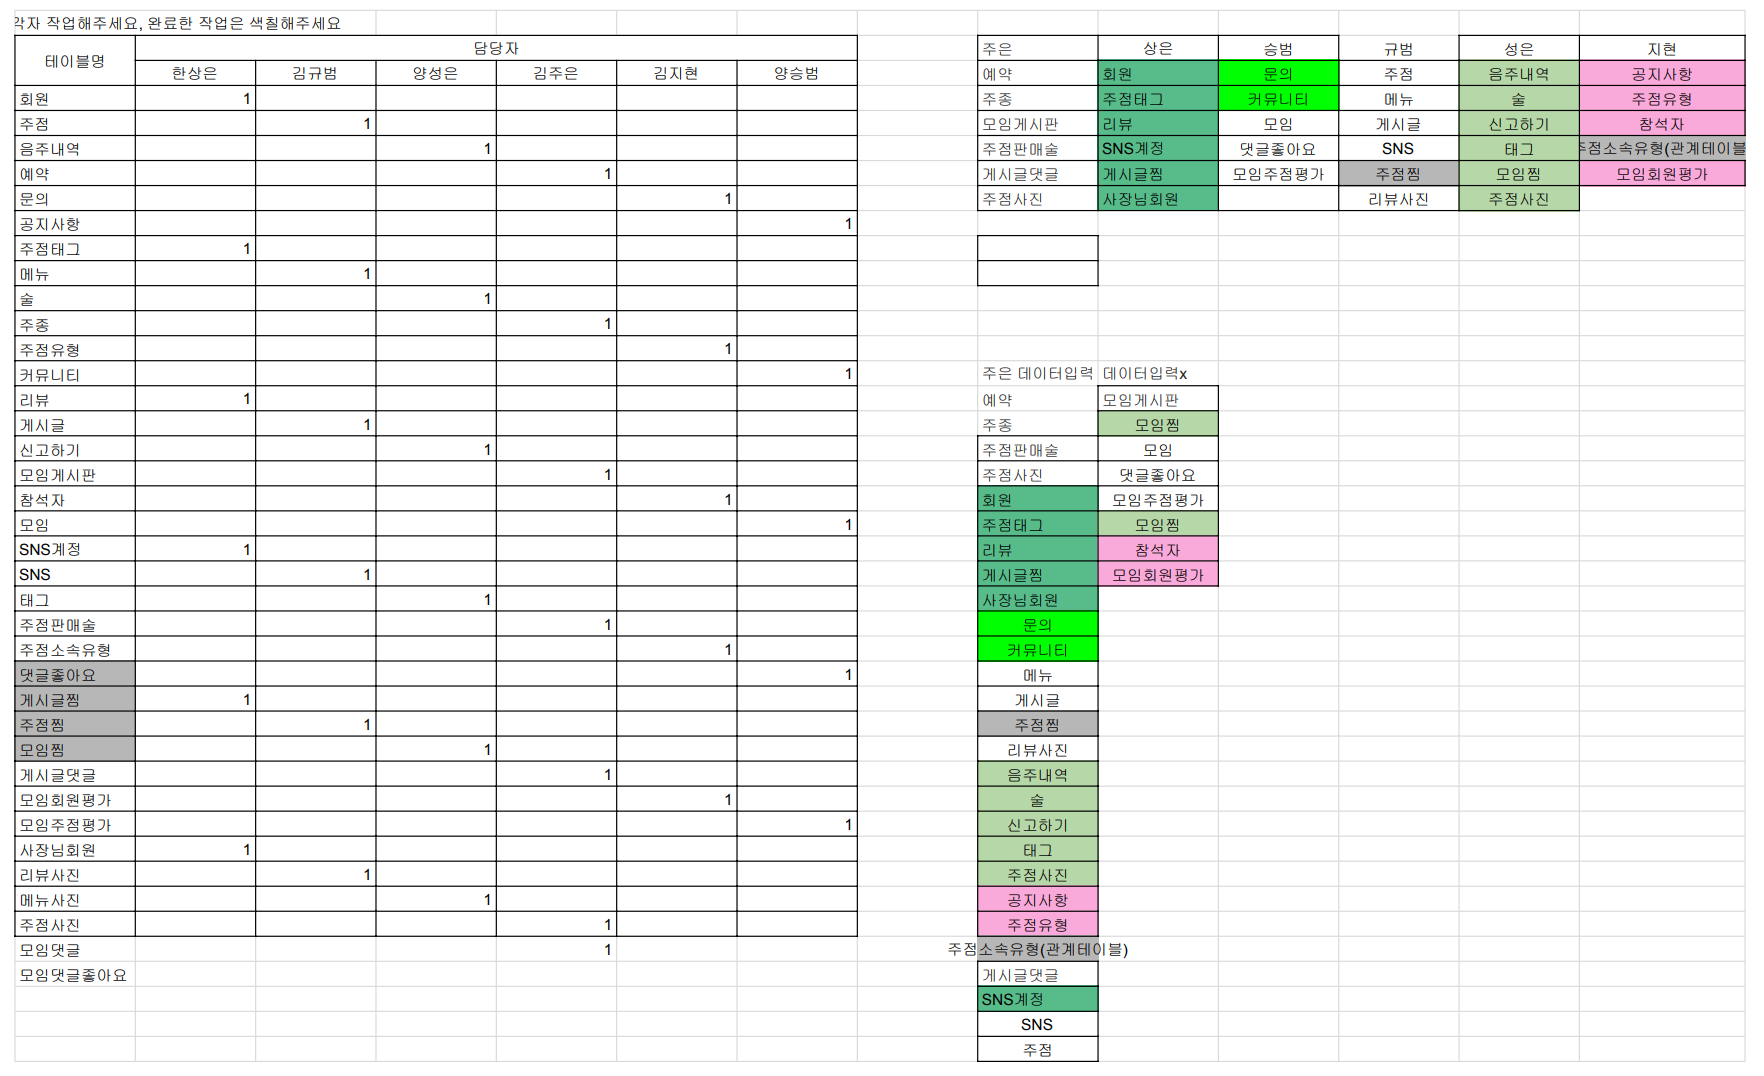 각자 작업해주세요, 완료한 작업은 색칠해주세요
테이블명 담당자
한상은 김규범 양성은 김주은 김지현 양승범
회원 1
주점 1
음주내역 1
예약 1
문의 1
공지사항 1
주점태그 1
메뉴 1
술 1
주종 1
주점유형 1
커뮤니티 1
리뷰 1
게시글 1
신고하기 1
모임게시판 1
참석자 1
모임 1
SNS계정 1
SNS 1
태그 1
주점판매술 1
주점소속유형 1
댓글좋아요 1
게시글찜 1
주점찜 1
모임찜 1
게시글댓글 1
모임회원평가 1
모임주점평가 1
사장님회원 1
리뷰사진 1
메뉴사진 1
주점사진 1
모임댓글 1
모임댓글좋아요
주은 상은 승범 규범 성은 지현
예약 회원 문의 주점 음주내역 공지사항
주종 주점태그 커뮤니티 메뉴 술 주점유형
모임게시판 리뷰 모임 게시글 신고하기 참석자
주점판매술 SNS계정 댓글좋아요 SNS 태그 주점소속유형(관계테이블
게시글댓글 게시글찜 모임주점평가 주점찜 모임찜 모임회원평가
주점사진 사장님회원 리뷰사진 주점사진
주은 데이터입력 데이터입력x
예약 모임게시판
주종 모임찜
주점판매술 모임
주점사진 댓글좋아요
회원 모임주점평가
주점태그 모임찜
리뷰 참석자
게시글찜 모임회원평가
사장님회원
문의
커뮤니티
메뉴
게시글
주점찜
리뷰사진
음주내역
술
신고하기
태그
주점사진
공지사항
주점유형
주점소속유형(관계테이블)
게시글댓글
SNS계정
SNS
주점